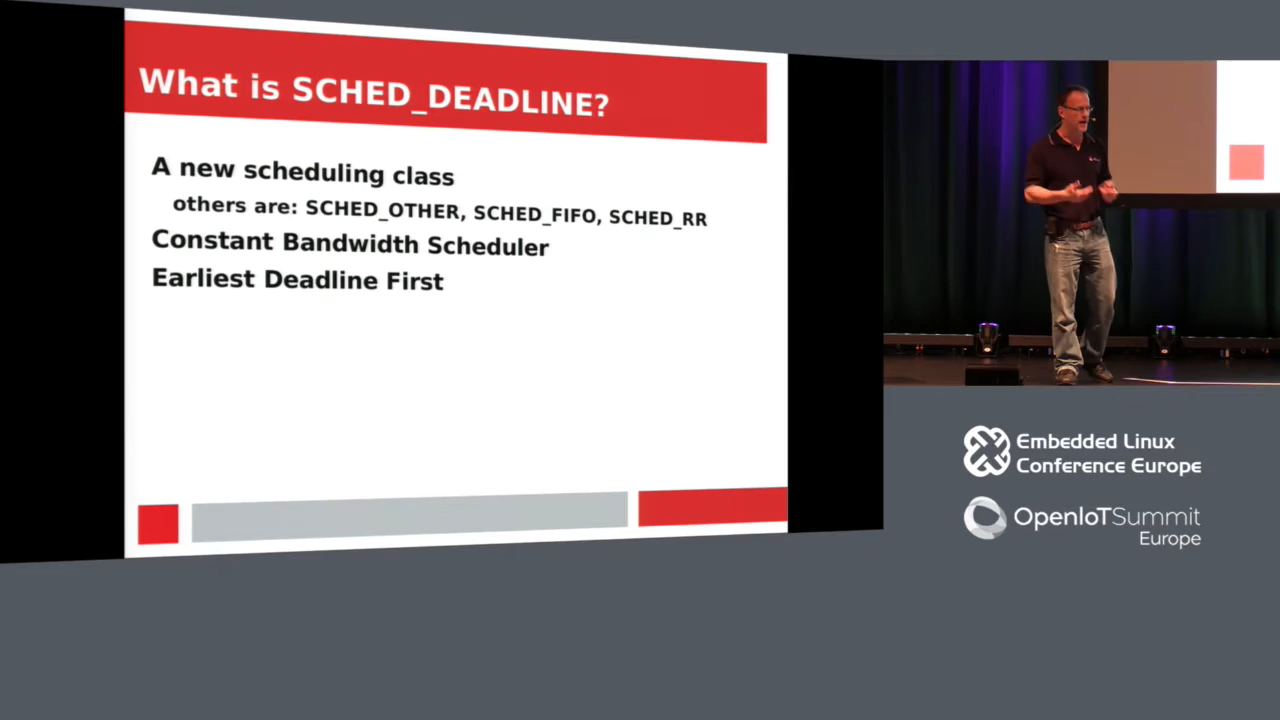 What is SCHED_DEADLINE?
A new scheduling class
others are: SCHED_OTHER, SCHED_FIFO, SCHED_RR
Constant Bandwidth Scheduler
Earliest Deadline First
Embedded Linux
Conference Europe
OpenIoTSummit
Europe